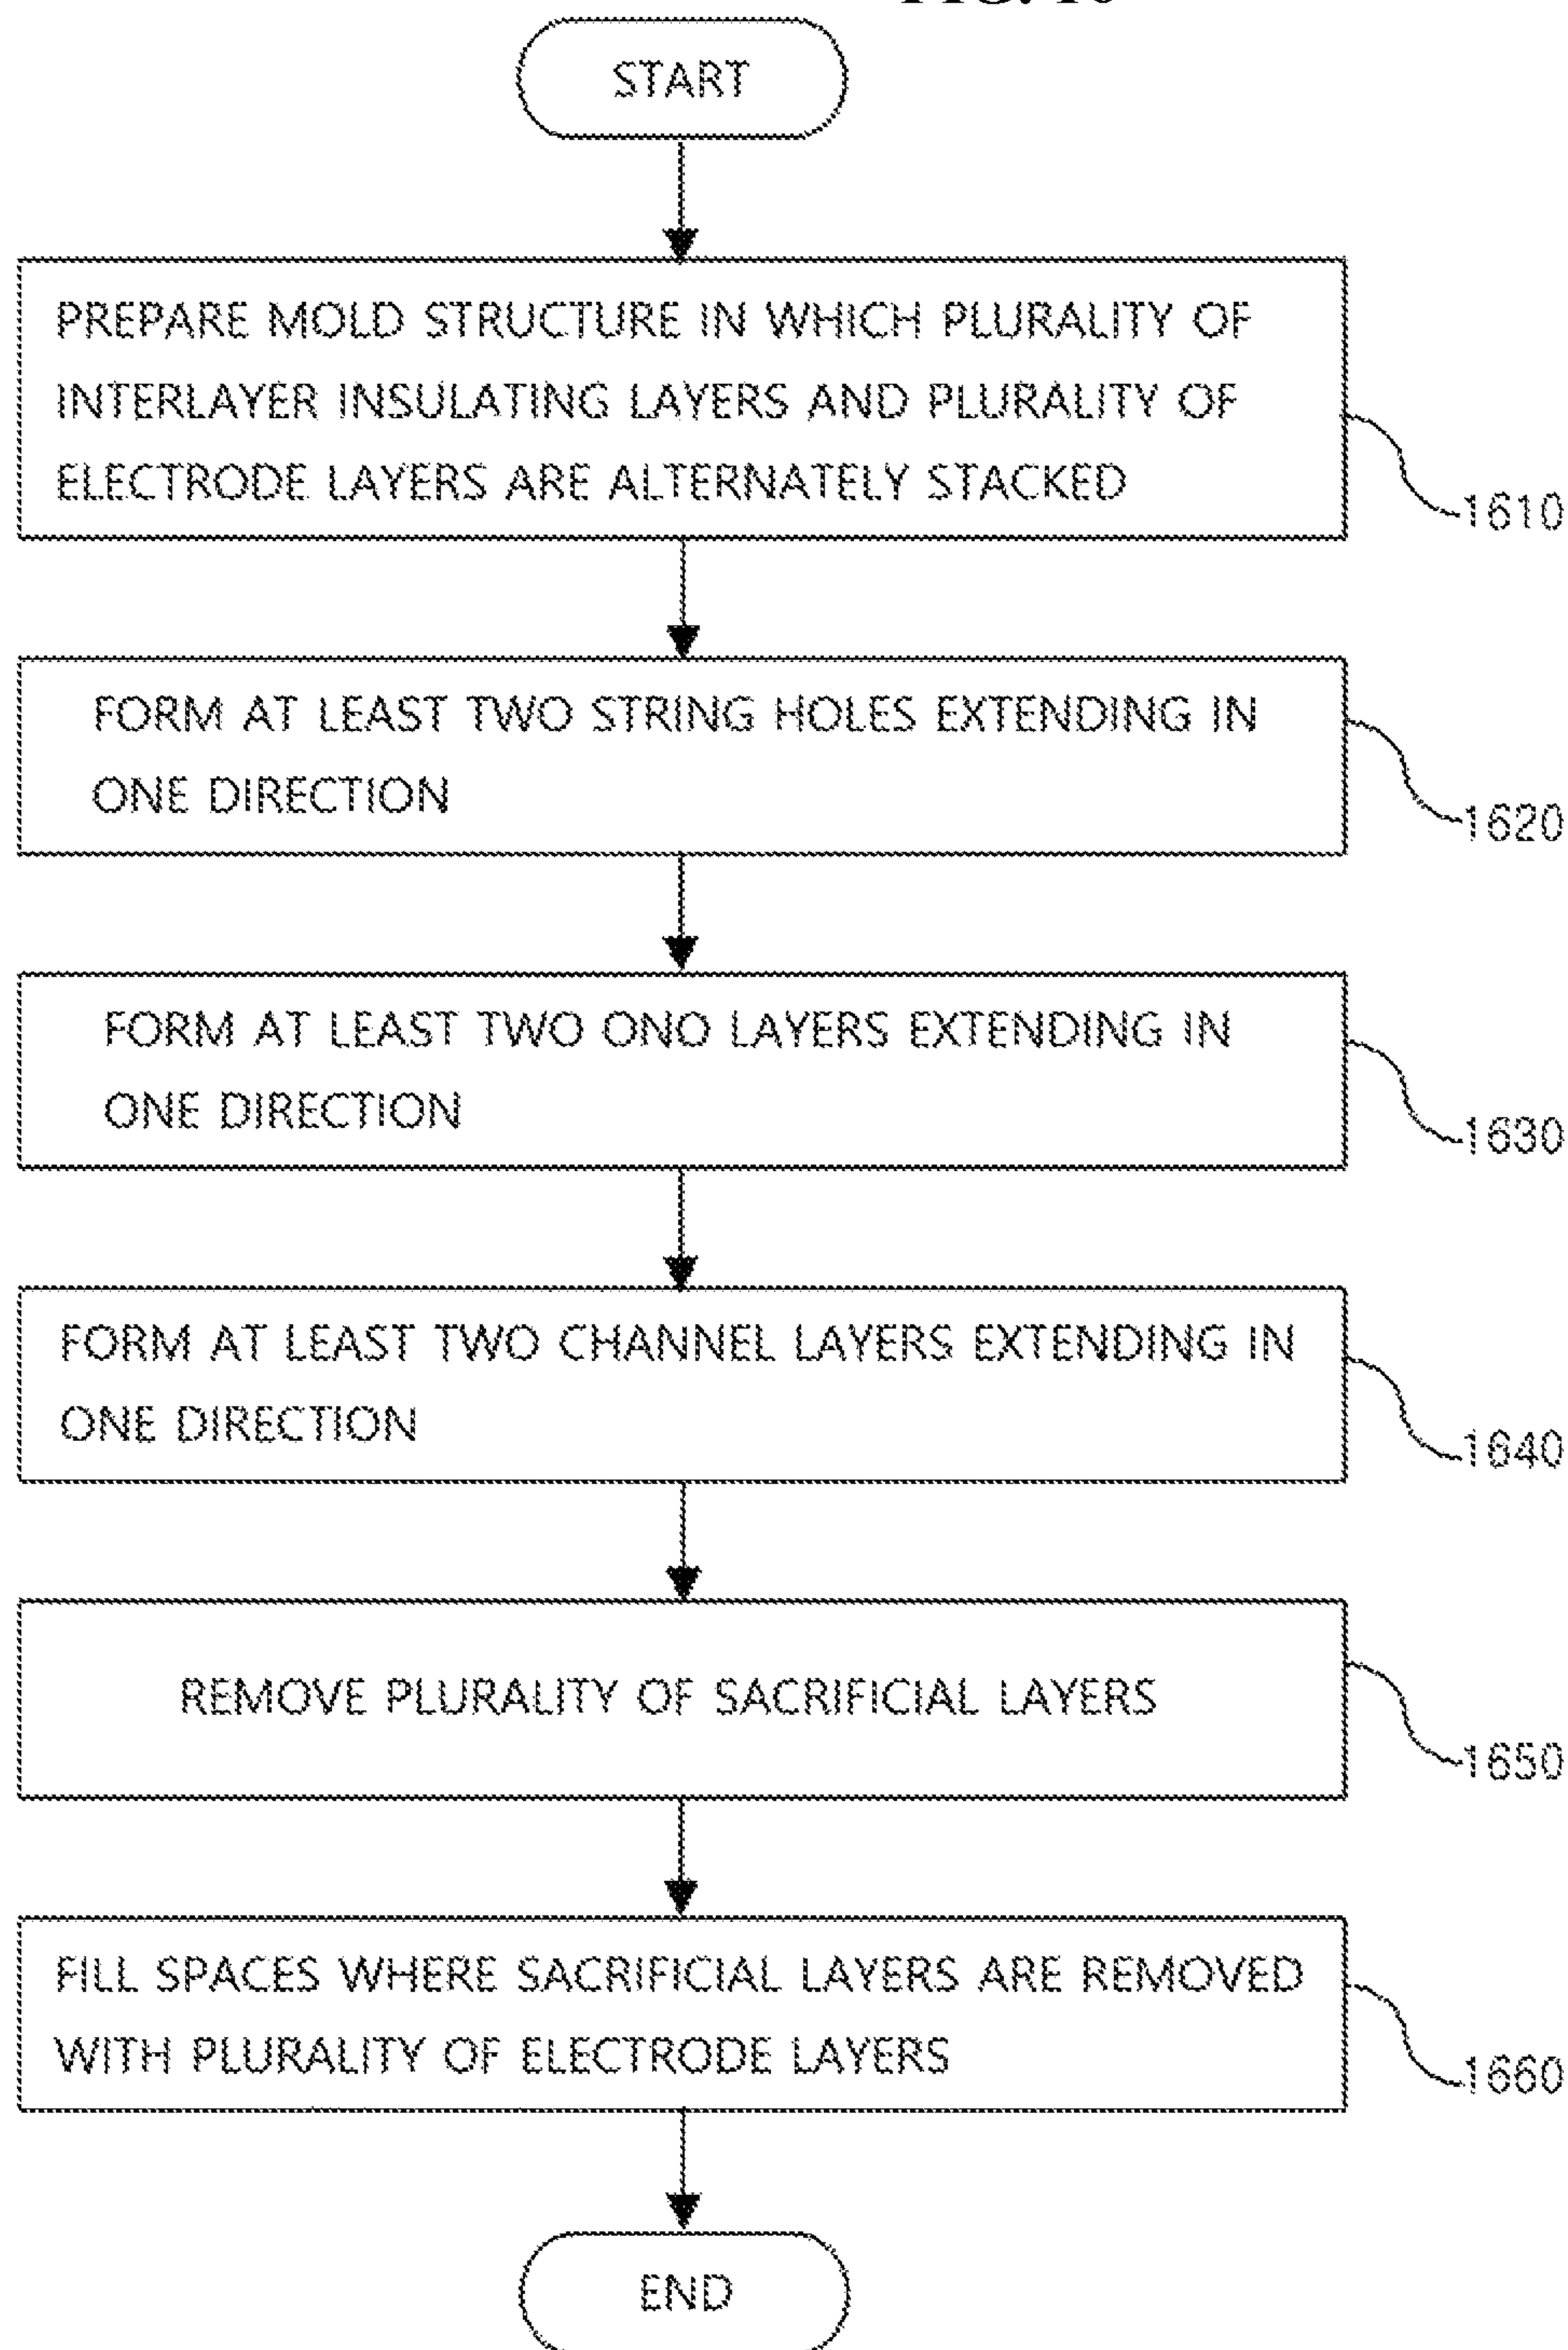 START
PREPARE MOLD STRUCTURE IN WHICH PLURALITY OF
INTERLAYER INSULATING LAYERS AND PLURALITY OF
ELECTRODE LAYERS ARE ALTERNATELY STACKED
1610
FORM AT LEAST TWO STRING HOLES EXTENDING IN
ONE DIRECTION
1620
FORM AT LEAST TWO ONO LAYERS EXTENDING IN
ONE DIRECTION
1630
FORM AT LEAST TWO CHANNEL LAYERS EXTENDING IN
ONE DIRECTION
1640
REMOVE PLURALITY OF SACRIFICIAL LAYERS
1650
FILL SPACES WHERE SACRIFICIAL LAYERS ARE REMOVED
WITH PLURALITY OF ELECTRODE LAYERS
1660
END